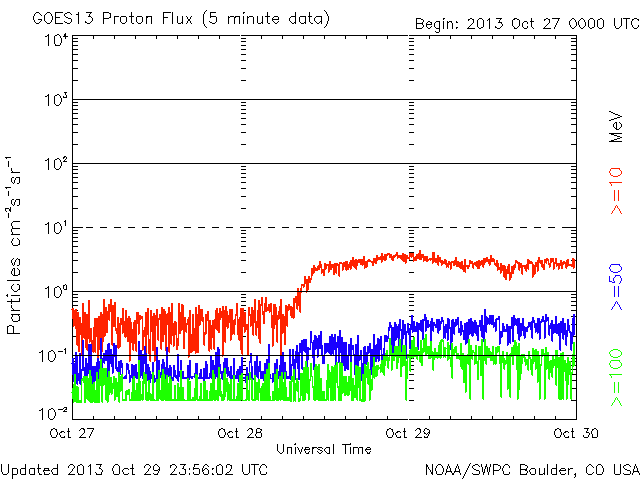 GOES13 Proton Flux (5 minute data)
Begin: 2013 Oct 27 0000 UTC
Particles cm⁻²s⁻¹sr⁻¹
10⁴
10³
10²
10¹
10⁰
10⁻¹
10⁻²
Oct 27
Oct 28
Oct 29
Oct 30
Universal Time
MeV
>=10
>=50
>=100
Updated 2013 Oct 29 23:56:02 UTC
NOAA/SWPC Boulder, CO USA